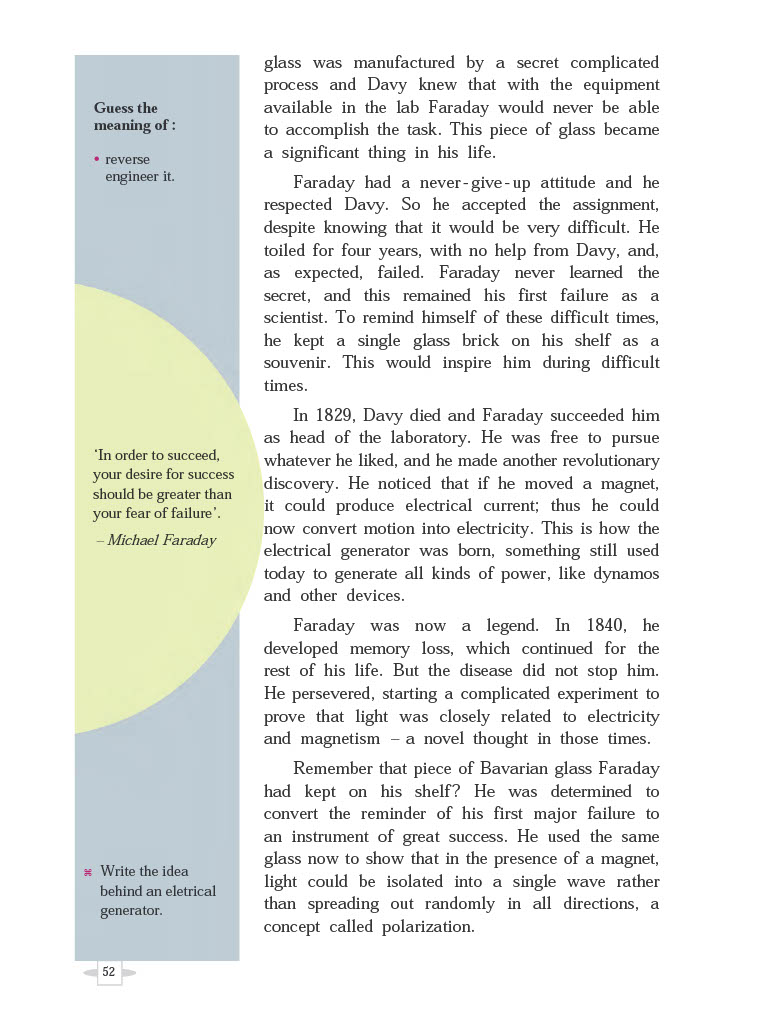 Guess the
meaning of :
• reverse
engineer it.
‘In order to succeed,
your desire for success
should be greater than
your fear of failure’.
– Michael Faraday
⌘ Write the idea
behind an eletrical
generator.
glass was manufactured by a secret complicated
process and Davy knew that with the equipment
available in the lab Faraday would never be able
to accomplish the task. This piece of glass became
a significant thing in his life.
Faraday had a never-give-up attitude and he
respected Davy. So he accepted the assignment,
despite knowing that it would be very difficult. He
toiled for four years, with no help from Davy, and,
as expected, failed. Faraday never learned the
secret, and this remained his first failure as a
scientist. To remind himself of these difficult times,
he kept a single glass brick on his shelf as a
souvenir. This would inspire him during difficult
times.
In 1829, Davy died and Faraday succeeded him
as head of the laboratory. He was free to pursue
whatever he liked, and he made another revolutionary
discovery. He noticed that if he moved a magnet,
it could produce electrical current; thus he could
now convert motion into electricity. This is how the
electrical generator was born, something still used
today to generate all kinds of power, like dynamos
and other devices.
Faraday was now a legend. In 1840, he
developed memory loss, which continued for the
rest of his life. But the disease did not stop him.
He persevered, starting a complicated experiment to
prove that light was closely related to electricity
and magnetism – a novel thought in those times.
Remember that piece of Bavarian glass Faraday
had kept on his shelf? He was determined to
convert the reminder of his first major failure to
an instrument of great success. He used the same
glass now to show that in the presence of a magnet,
light could be isolated into a single wave rather
than spreading out randomly in all directions, a
concept called polarization.
52